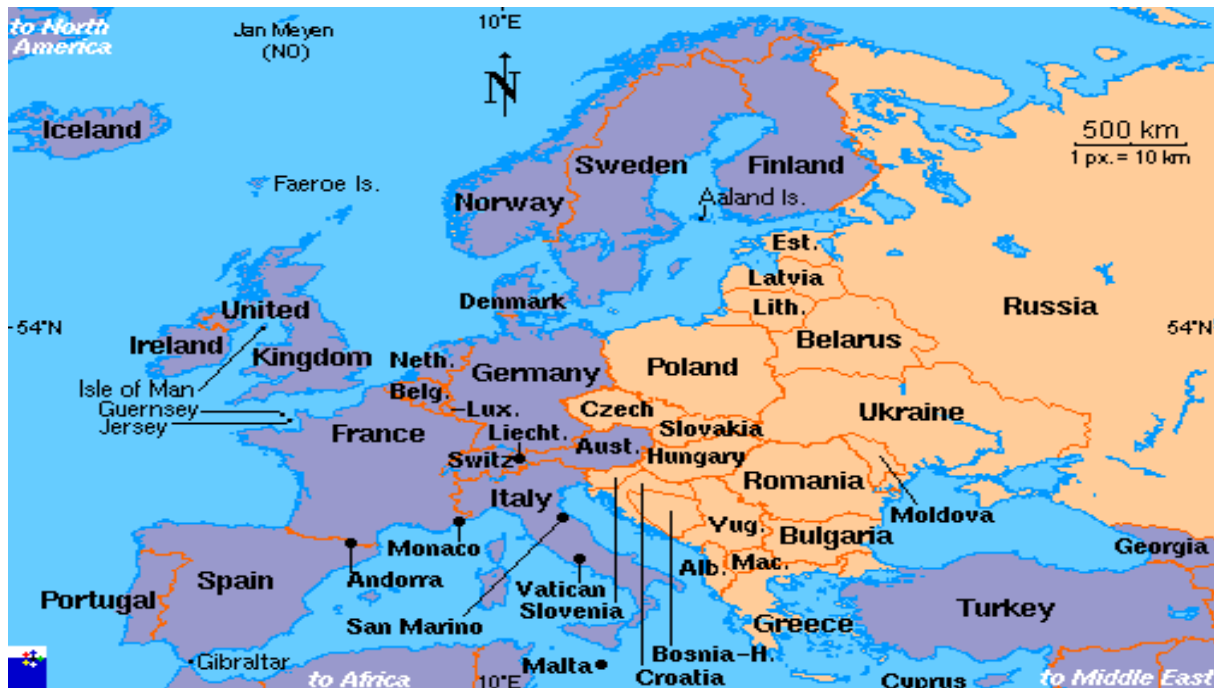 to North
America
Jan Meyen
(NO)
10°E
N
Iceland
500 km
1 px. = 10 km
Sweden
Finland
Faeroe Is.
Norway
Aaland Is.
Est.
Latvia
Denmark
Lith.
Russia
United
54°N
54°N
Ireland
Kingdom
Neth.
Belarus
Isle of Man
Germany
Poland
Guernsey
Belg.
Jersey
Lux.
Czech
Ukraine
France
Liecht.
Slovakia
Aust.
Switz
Hungary
Italy
Romania
Moldova
Yug.
Bulgaria
Monaco
Georgia
Andorra
Alb.
Mac.
Spain
Vatican
Portugal
Slovenia
Turkey
San Marino
Greece
Gibraltar
Malta
Bosnia-H.
to Africa
10°E
Croatia
Cyprus
to Middle East